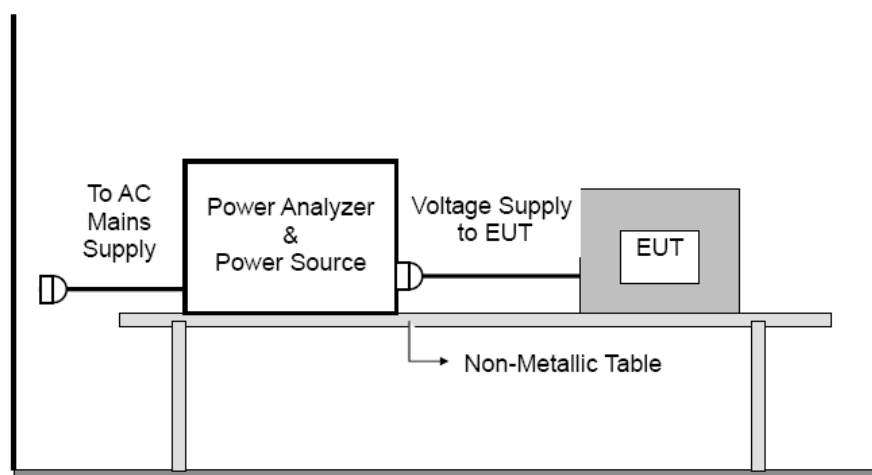 To AC
Mains
Supply
Power Analyzer
&
Power Source
Voltage Supply
to EUT
EUT
Non-Metallic Table